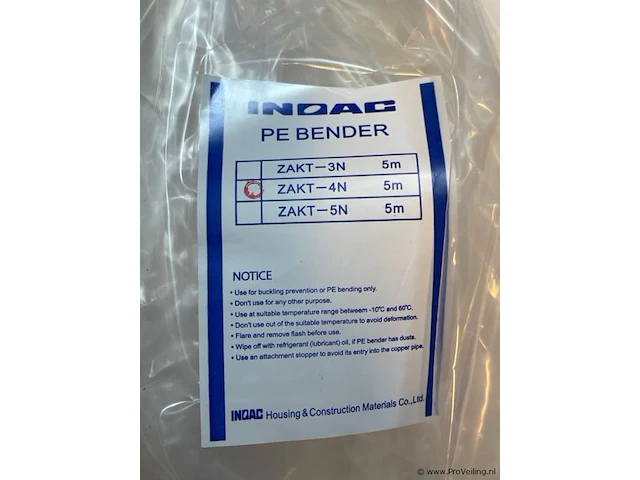 INOAC
PE BENDER
ZAKT-3N 5m
ZAKT-4N 5m
ZAKT-5N 5m
NOTICE
• Use for buckling prevention or PE bending only.
• Don't use for any other purpose.
• Use at suitable temperature range betweem -10℃ and 60℃.
• Don't use out of the suitable temperature to avoid deformation.
• Flare and remove flash before use.
• Wipe off with refrigerant (lubricant) oil, if PE bender has dusts.
• Use an attachment stopper to avoid its entry into the copper pipe.
INOAC Housing & Construction Materials Co.,Ltd.
© www.ProVeiling.nl